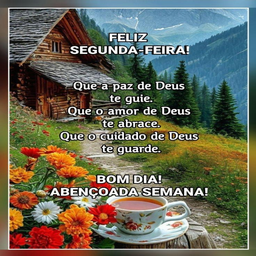 FELIZ
SEGUNDA-FEIRA!
Que a paz de Deus
te guie.
Que o amor de Deus
te abrace.
Que o cuidado de Deus
te guarde.
BOM DIA!
ABENÇOADA SEMANA!